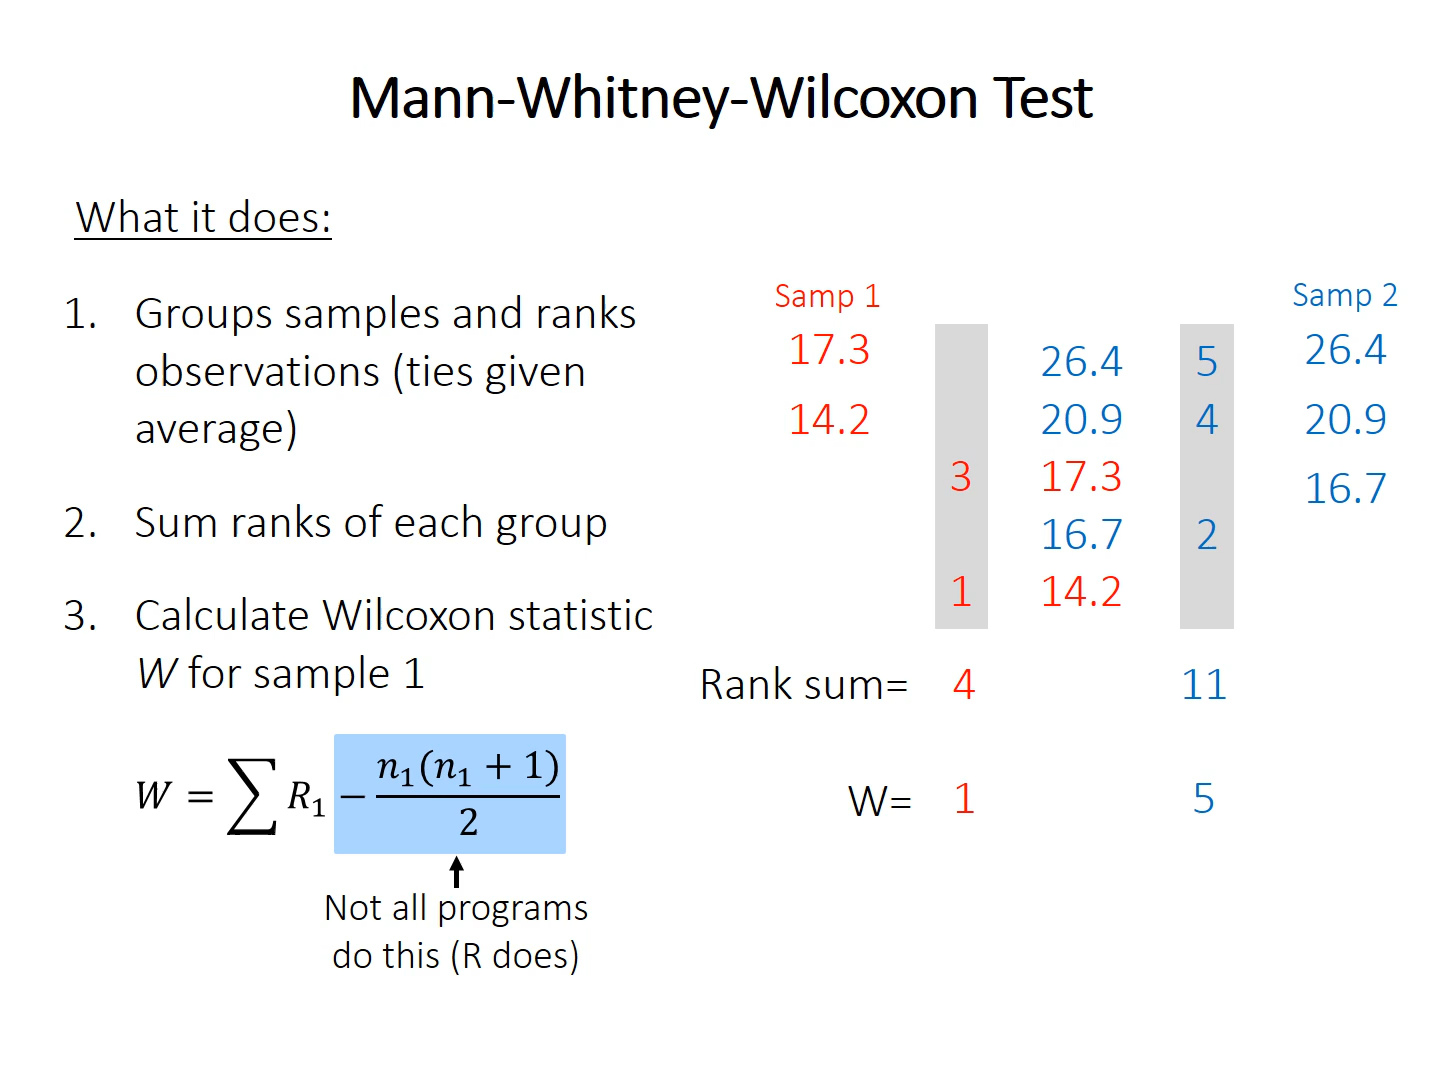 Mann-Whitney-Wilcoxon Test
What it does:
1. Groups samples and ranks
observations (ties given
average)
2. Sum ranks of each group
3. Calculate Wilcoxon statistic
W for sample 1
W = ∑ R₁ − n₁(n₁ + 1) / 2
Not all programs
do this (R does)
Samp 1
17.3
14.2
26.4 5
20.9 4
3 17.3
16.7 2
1 14.2
Samp 2
26.4
20.9
16.7
Rank sum= 4 11
W= 1 5